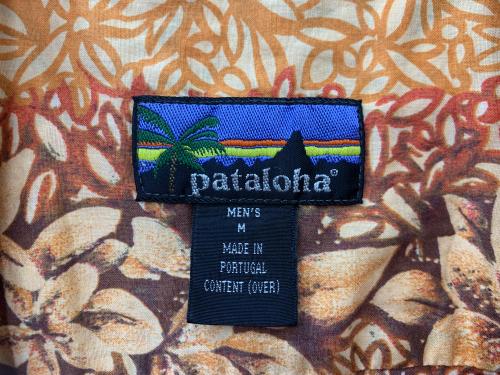 pataloha®
MEN'S
M
MADE IN
PORTUGAL
CONTENT (OVER)